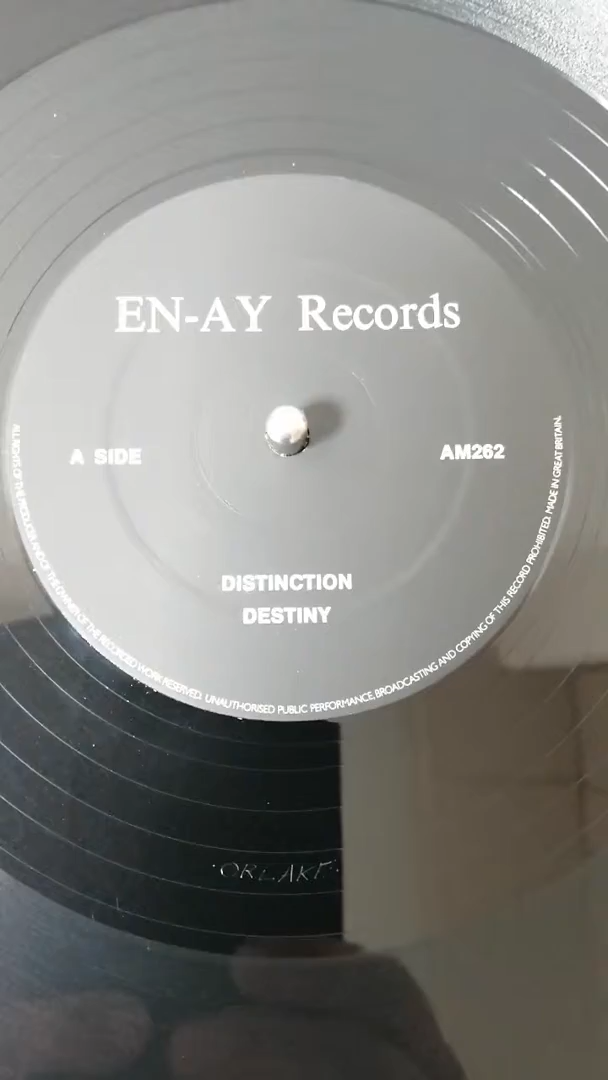 EN-AY Records
A SIDE
AM262
DISTINCTION
DESTINY
ALL RIGHTS OF THE PRODUCER AND OF THE OWNER OF THE RECORDED WORK RESERVED. UNAUTHORISED PUBLIC PERFORMANCE, BROADCASTING AND COPYING OF THIS RECORD PROHIBITED. MADE IN GREAT BRITAIN.